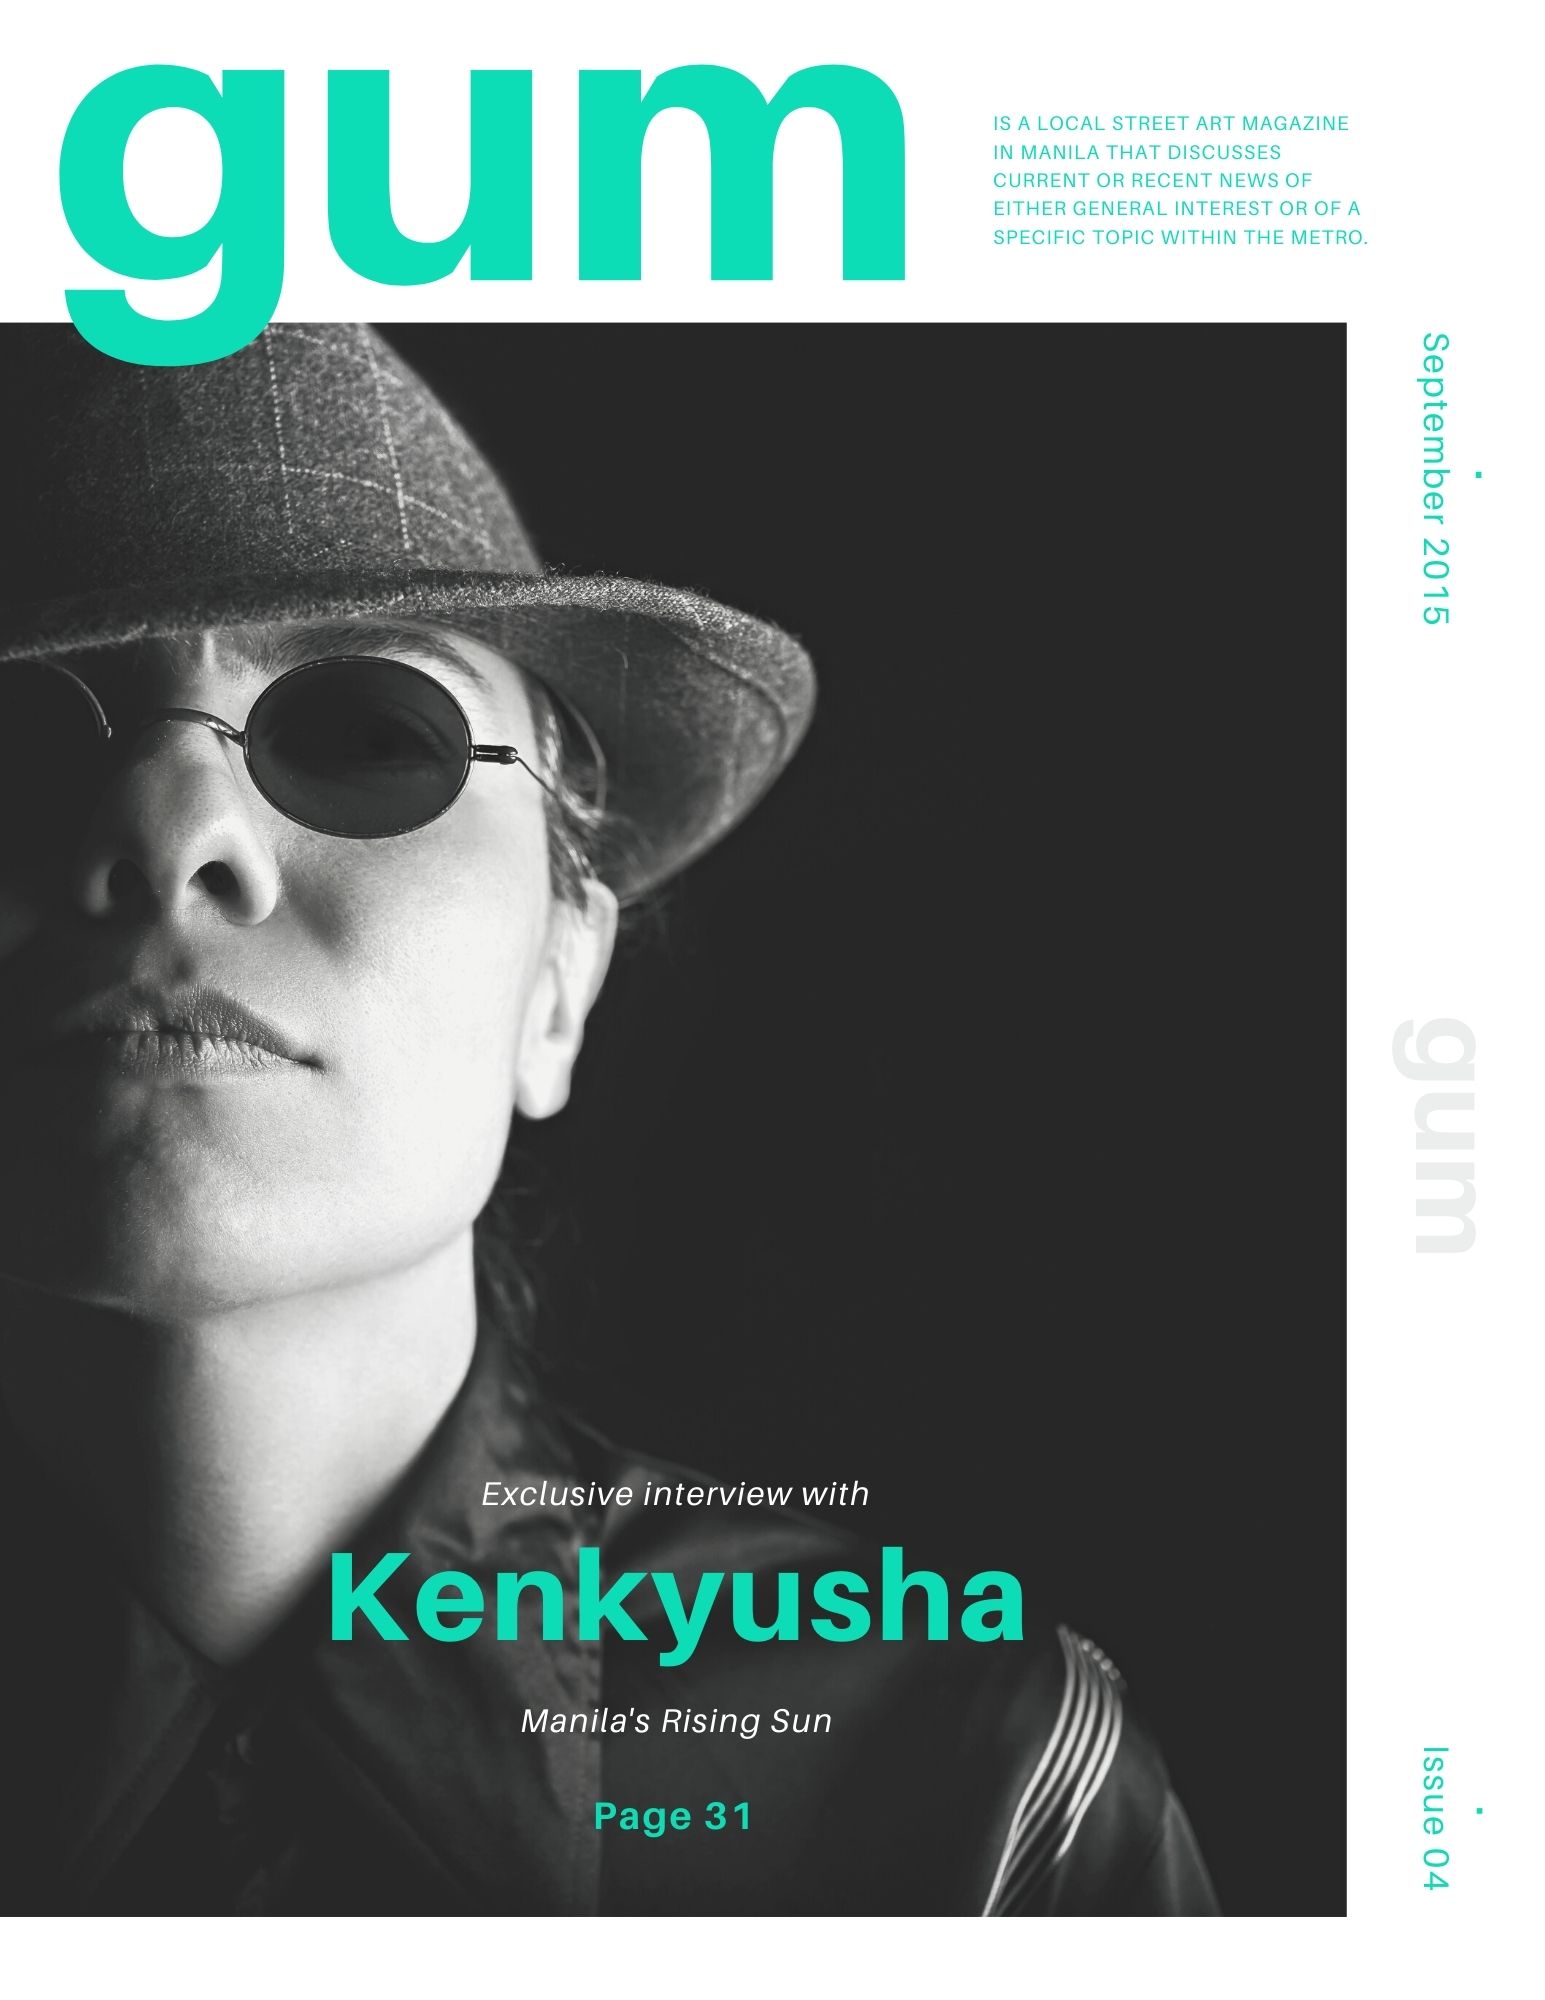 gum
IS A LOCAL STREET ART MAGAZINE
IN MANILA THAT DISCUSSES
CURRENT OR RECENT NEWS OF
EITHER GENERAL INTEREST OR OF A
SPECIFIC TOPIC WITHIN THE METRO.
September 2015
gum
Exclusive interview with
Kenkyusha
Manila's Rising Sun
Page 31
Issue 04